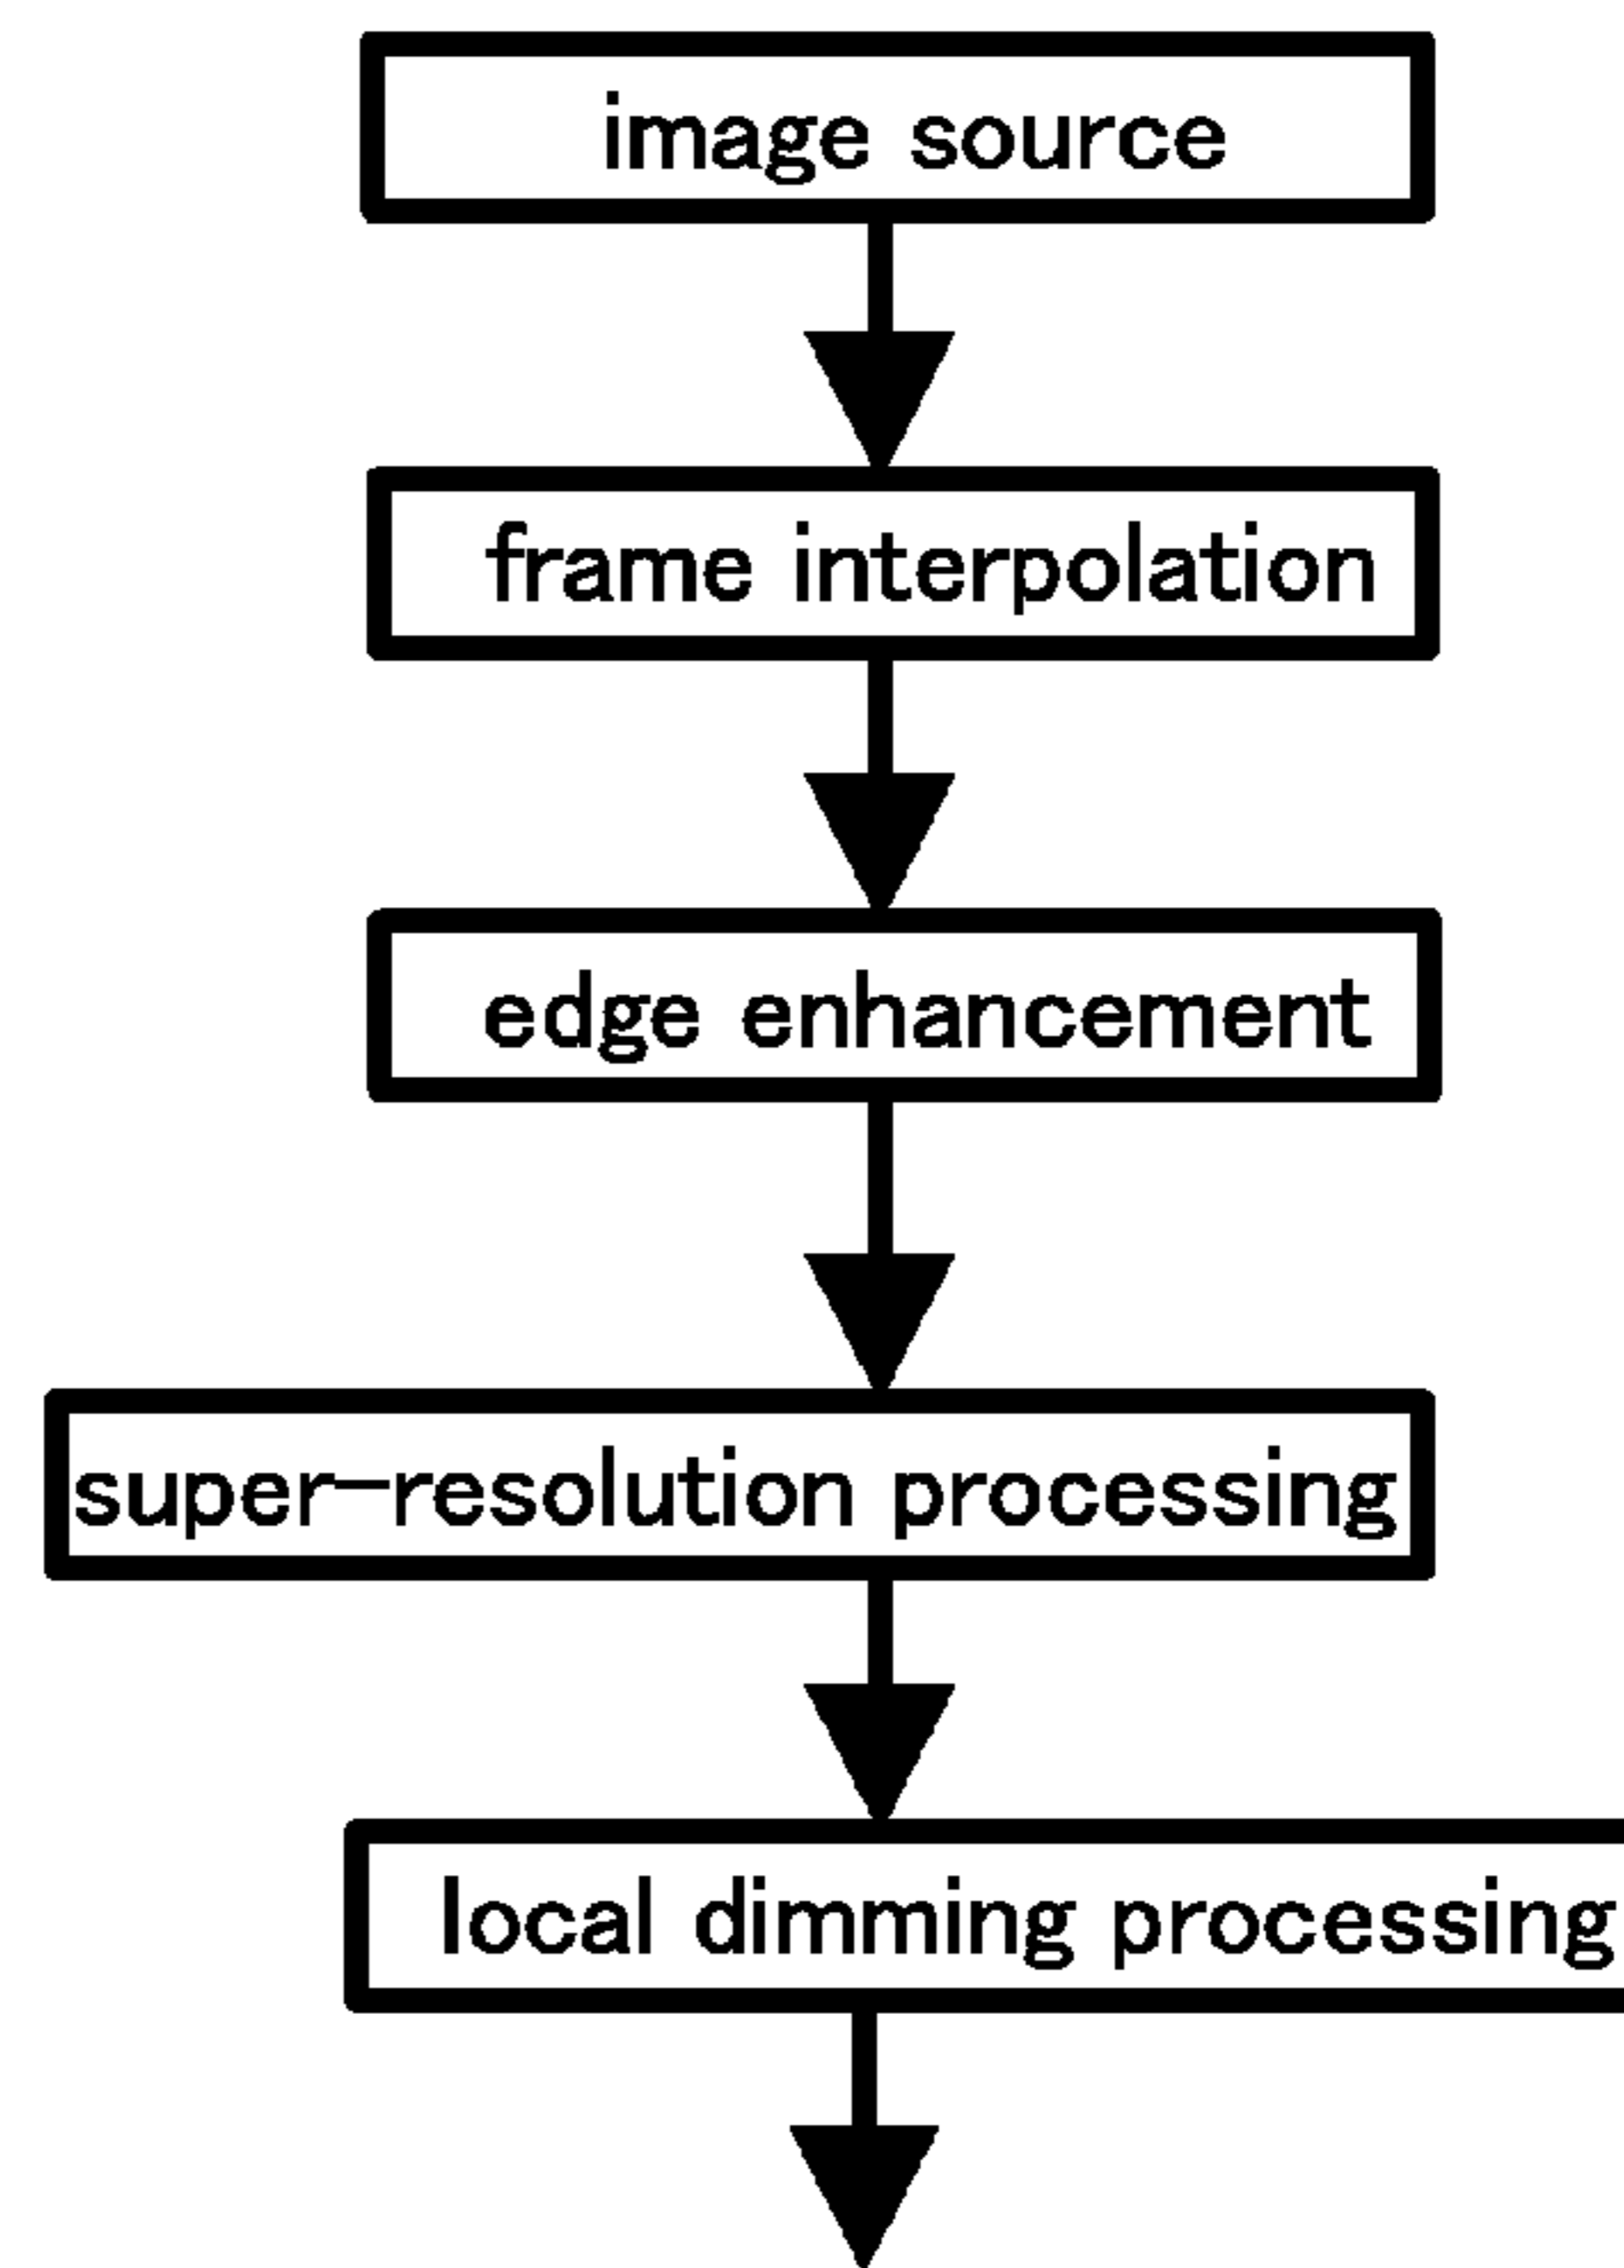 image source
frame interpolation
edge enhancement
super-resolution processing
local dimming processing